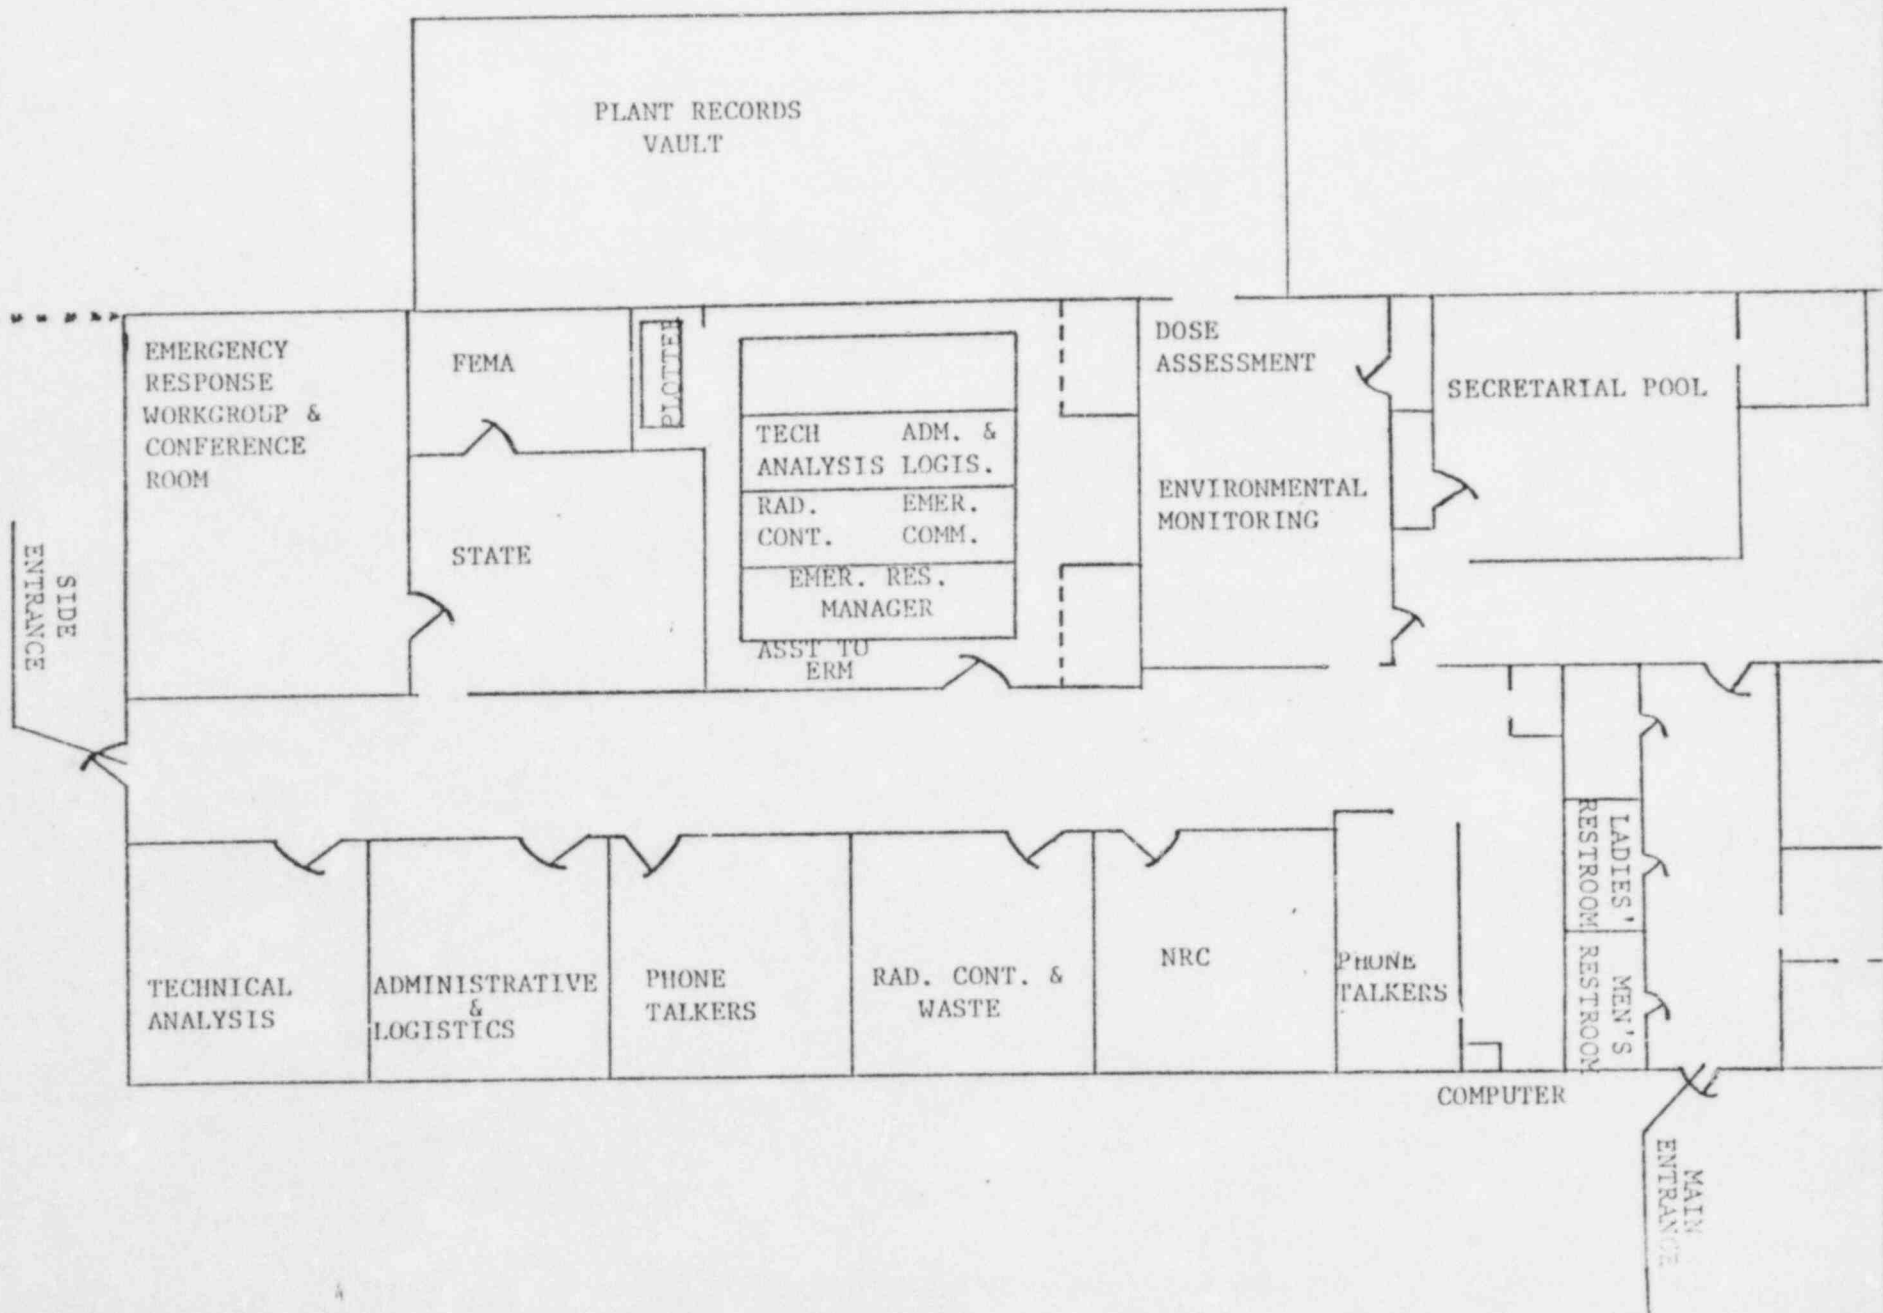 PLANT RECORDS
VAULT
EMERGENCY
RESPONSE
WORKGROUP &
CONFERENCE
ROOM
FEMA
PLOTTER
STATE
TECH ADM. &
ANALYSIS LOGIS.
RAD. EMER.
CONT. COMM.
EMER. RES.
MANAGER
ASST TO
ERM
DOSE
ASSESSMENT
ENVIRONMENTAL
MONITORING
SECRETARIAL POOL
SIDE
ENTRANCE
TECHNICAL
ANALYSIS
ADMINISTRATIVE
&
LOGISTICS
PHONE
TALKERS
RAD. CONT. &
WASTE
NRC
PHONE
TALKERS
LADIES'
RESTROOM
MEN'S
RESTROOM
COMPUTER
MAIN
ENTRANCE